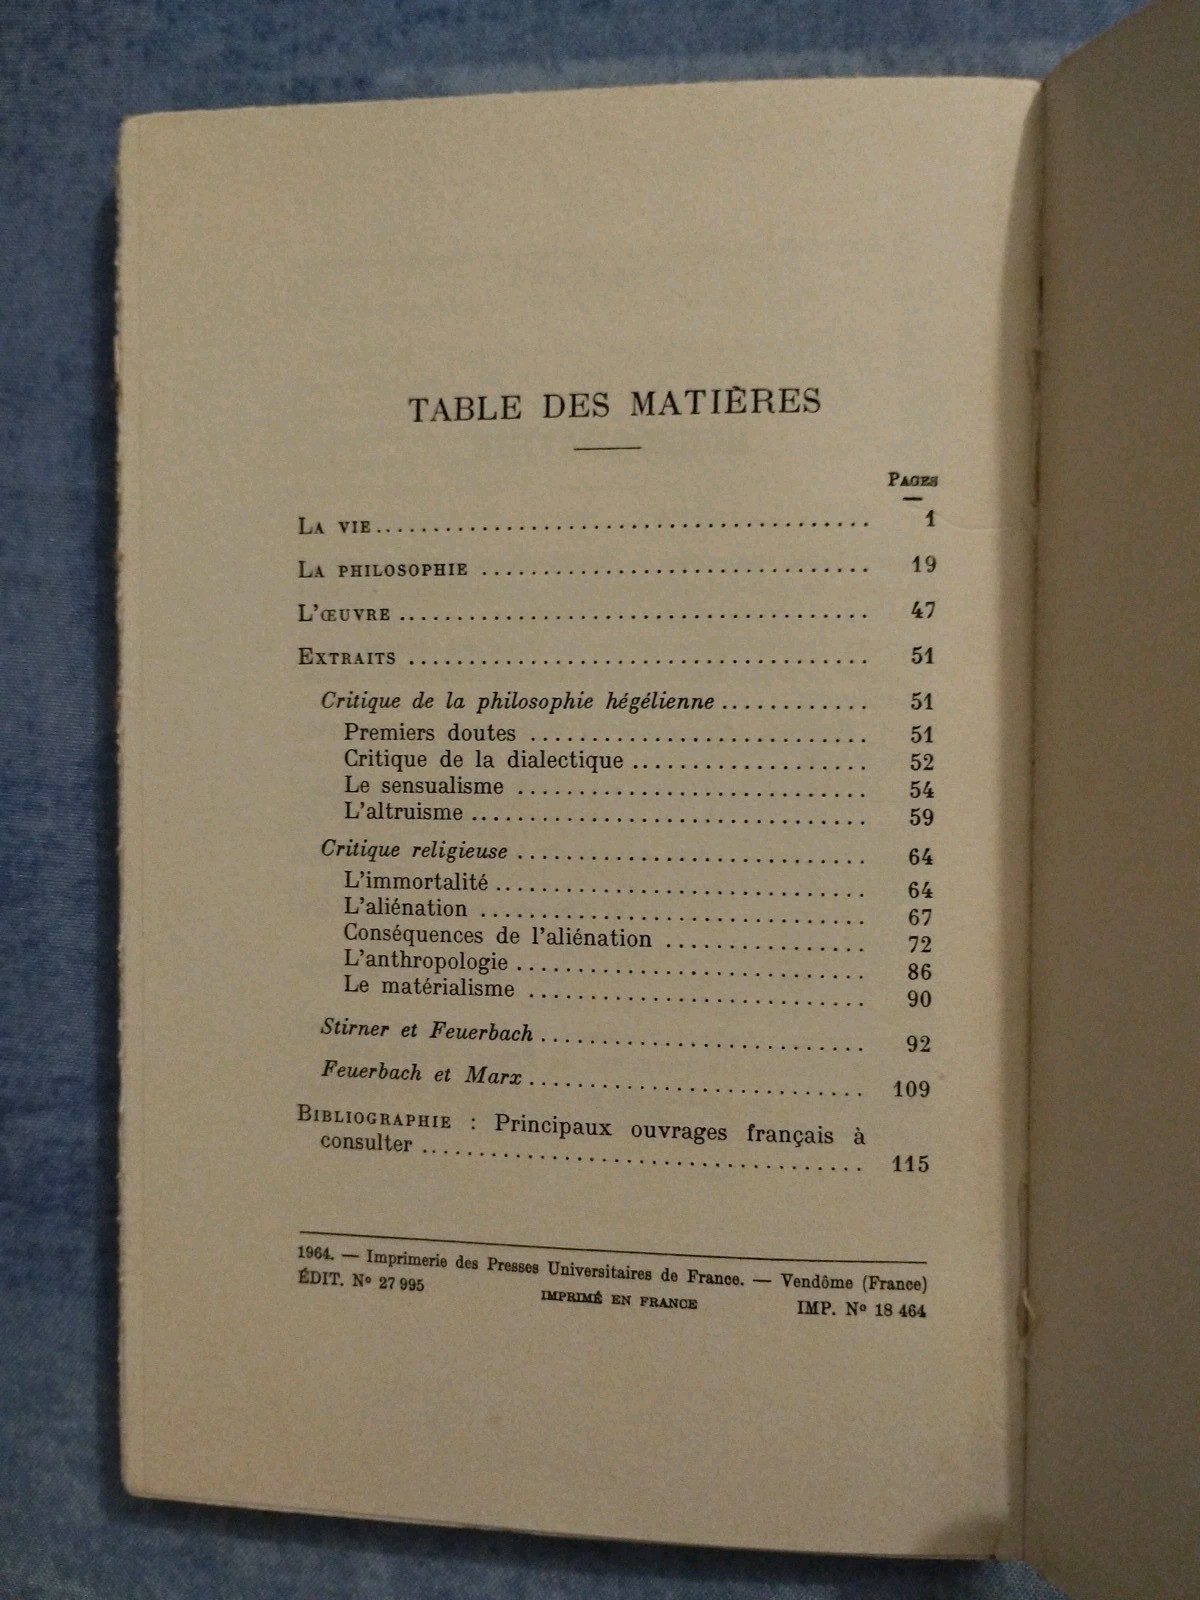 TABLE DES MATIÈRES
PAGES
LA VIE........................................ 1
LA PHILOSOPHIE ................................ 19
L'ŒUVRE ....................................... 47
EXTRAITS ...................................... 51
Critique de la philosophie hégélienne ............ 51
Premiers doutes ............................ 51
Critique de la dialectique .................... 52
Le sensualisme ............................. 54
L'altruisme ................................. 59
Critique religieuse ............................. 64
L'immortalité ............................... 64
L'aliénation ................................ 67
Conséquences de l'aliénation ................. 72
L'anthropologie ............................. 86
Le matérialisme ............................ 90
Stirner et Feuerbach ........................... 92
Feuerbach et Marx ............................ 109
BIBLIOGRAPHIE : Principaux ouvrages français à
consulter ..................................... 115
1964. — Imprimerie des Presses Universitaires de France. — Vendôme (France)
ÉDIT. Nº 27 995 IMPRIMÉ EN FRANCE IMP. Nº 18 464